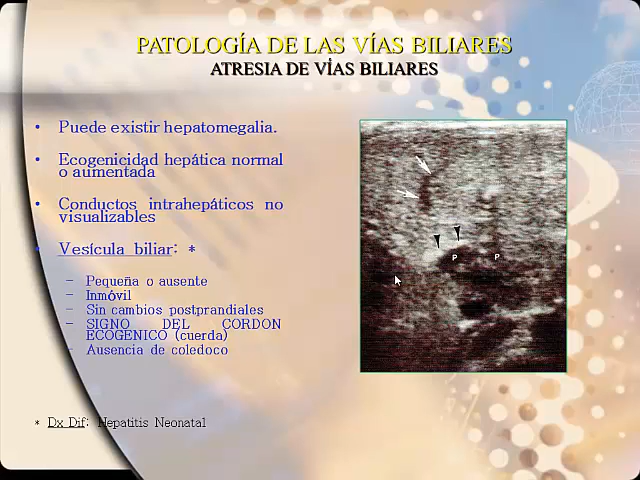 PATOLOGÍA DE LAS VÍAS BILIARES
ATRESIA DE VÍAS BILIARES
• Puede existir hepatomegalia.
• Ecogenicidad hepática normal
o aumentada
• Conductos intrahepáticos no
visualizables
• Vesícula biliar: *
– Pequeña o ausente
– Inmóvil
– Sin cambios postprandiales
– SIGNO DEL CORDON
ECOGENICO (cuerda)
– Ausencia de coledoco
P P
* Dx Dif: Hepatitis Neonatal